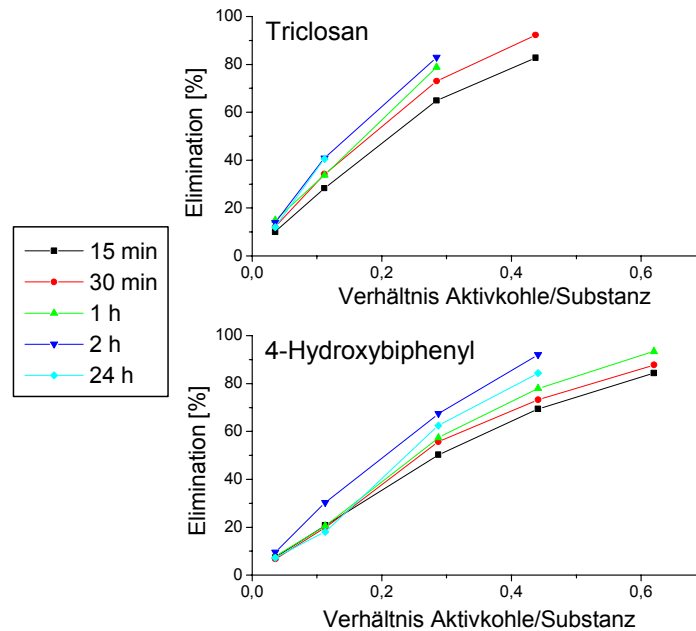 Triclosan
Elimination [%]
100
80
60
40
20
0
0,0 0,2 0,4 0,6
Verhältnis Aktivkohle/Substanz
15 min
30 min
1 h
2 h
24 h
4-Hydroxybiphenyl
Elimination [%]
100
80
60
40
20
0
0,0 0,2 0,4 0,6
Verhältnis Aktivkohle/Substanz